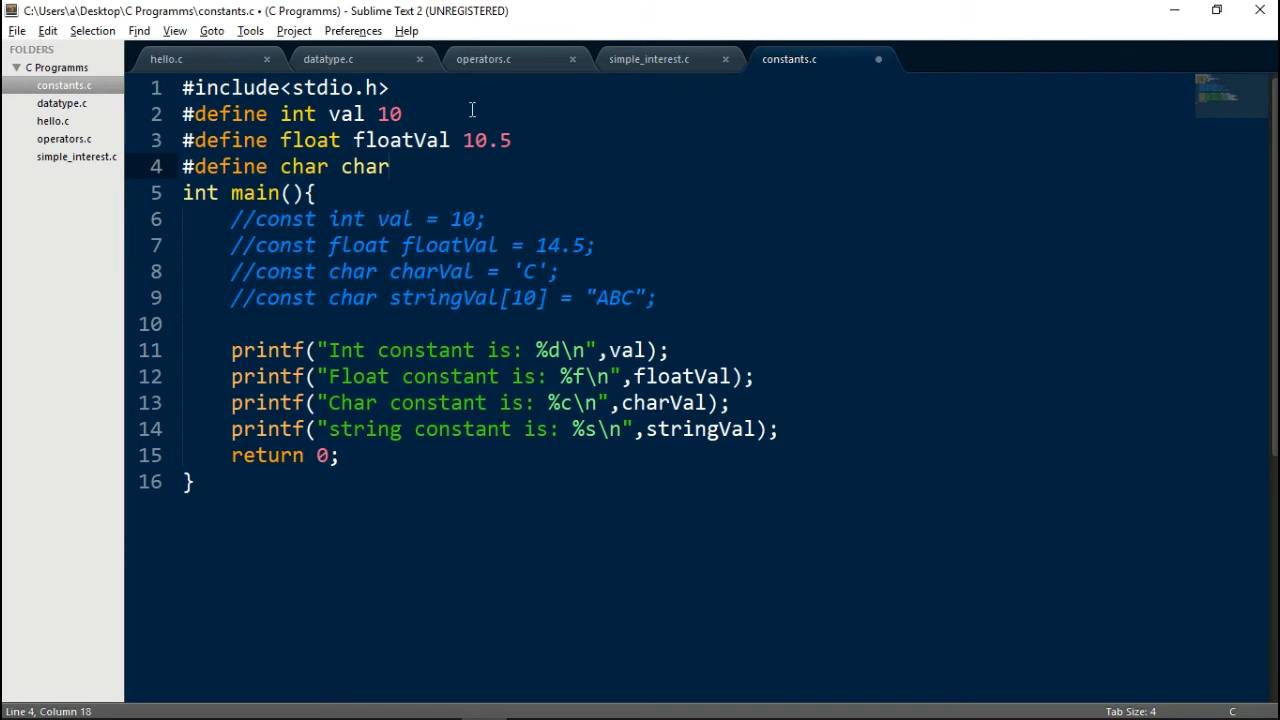 C:\Users\a\Desktop\C Programms\constants.c • (C Programms) - Sublime Text 2 (UNREGISTERED)
File Edit Selection Find View Goto Tools Project Preferences Help
FOLDERS
C Programms
constants.c
datatype.c
hello.c
operators.c
simple_interest.c
hello.c × datatype.c × operators.c × simple_interest.c × constants.c
1 #include<stdio.h>
2 #define int val 10
3 #define float floatVal 10.5
4 #define char char
5 int main(){
6 //const int val = 10;
7 //const float floatVal = 14.5;
8 //const char charVal = 'C';
9 //const char stringVal[10] = "ABC";
10
11 printf("Int constant is: %d\n",val);
12 printf("Float constant is: %f\n",floatVal);
13 printf("Char constant is: %c\n",charVal);
14 printf("string constant is: %s\n",stringVal);
15 return 0;
16 }
Line 4, Column 18 Tab Size: 4 C